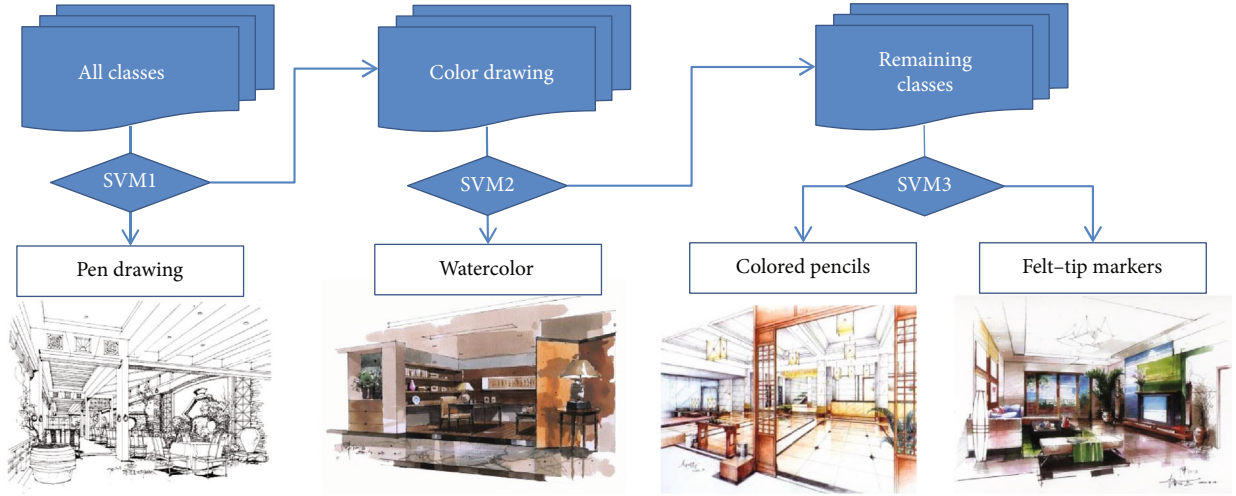 All classes
Color drawing
Remaining
classes
SVM1
SVM2
SVM3
Pen drawing
Watercolor
Colored pencils
Felt–tip markers